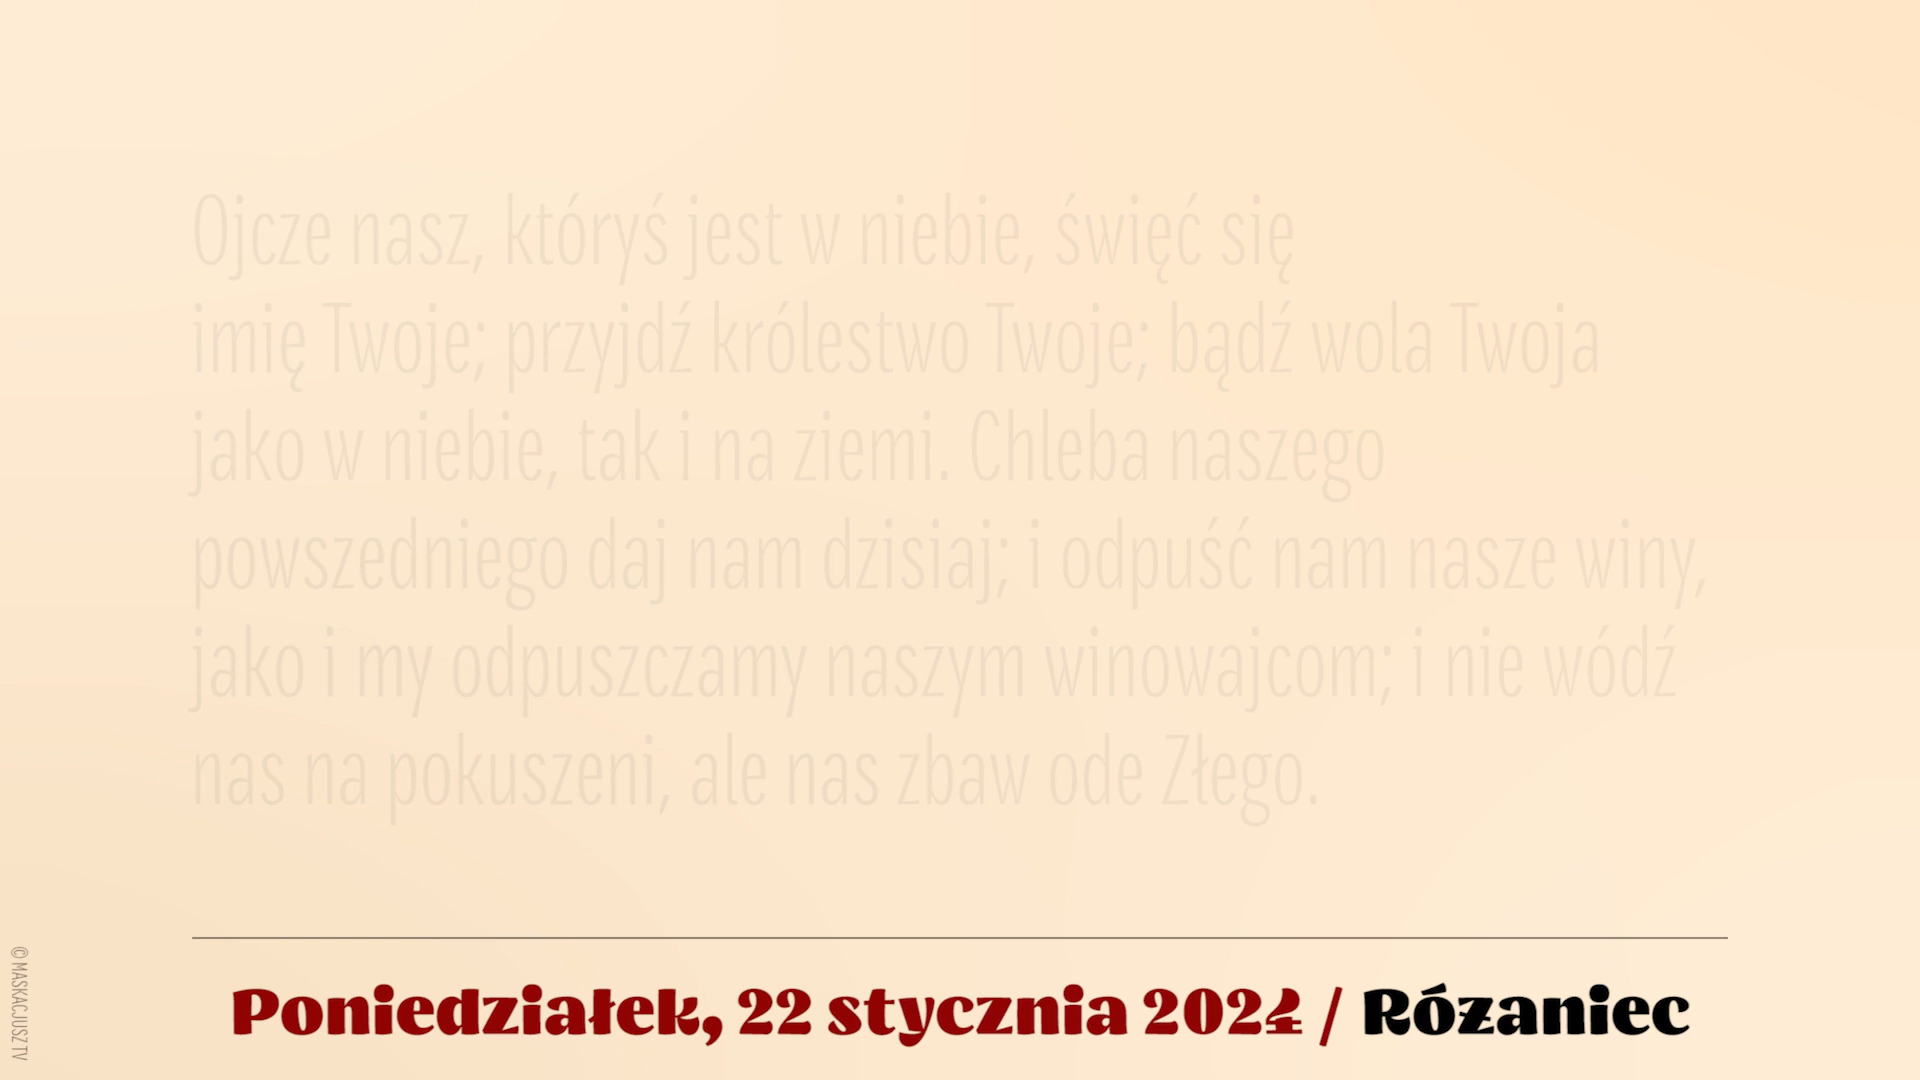 Ojcze nasz, któryś jest w niebie, święć się
imię Twoje; przyjdź królestwo Twoje; bądź wola Twoja
jako w niebie, tak i na ziemi. Chleba naszego
powszedniego daj nam dzisiaj; i odpuść nam nasze winy,
jako i my odpuszczamy naszym winowajcom; i nie wódź
nas na pokuszeni, ale nas zbaw ode Złego.
Poniedziałek, 22 stycznia 2024 / Różaniec
© MASKACJUSZ TV